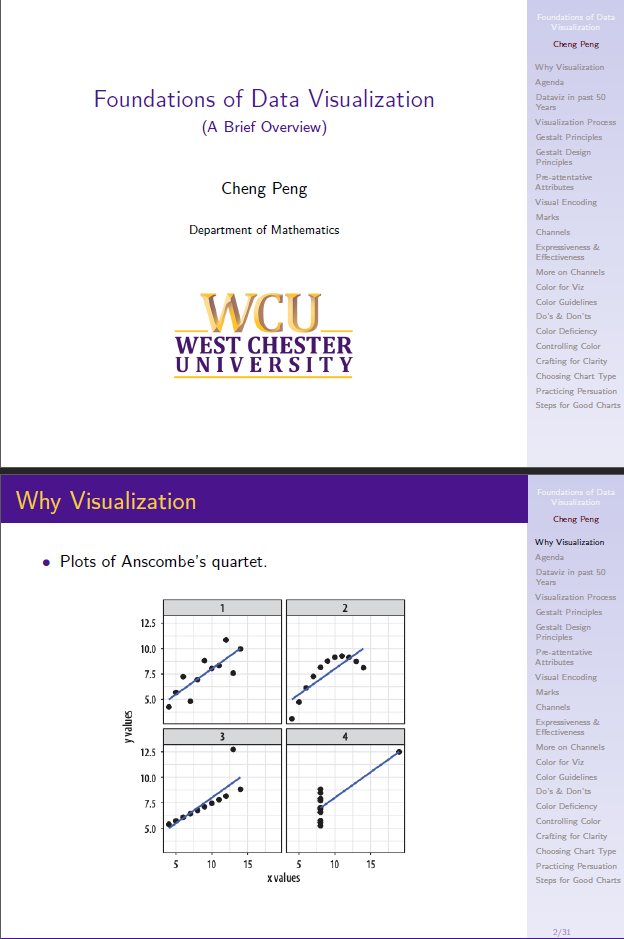 Foundations of Data Visualization
(A Brief Overview)
Cheng Peng
Department of Mathematics
WCU
WEST CHESTER
UNIVERSITY
Foundations of Data
Visualization
Cheng Peng
Why Visualization
Agenda
Dataviz in past 50
Years
Visualization Process
Gestalt Principles
Gestalt Design
Principles
Pre-attentative
Attributes
Visual Encoding
Marks
Channels
Expressiveness &
Effectiveness
More on Channels
Color for Viz
Color Guidelines
Do's & Don'ts
Color Deficiency
Controlling Color
Crafting for Clarity
Choosing Chart Type
Practicing Persuation
Steps for Good Charts
Why Visualization
• Plots of Anscombe's quartet.
1
2
12.5
10.0
7.5
5.0
3
4
12.5
10.0
7.5
5.0
y values
5
10
15
5
10
15
x values
Foundations of Data
Visualization
Cheng Peng
Why Visualization
Agenda
Dataviz in past 50
Years
Visualization Process
Gestalt Principles
Gestalt Design
Principles
Pre-attentative
Attributes
Visual Encoding
Marks
Channels
Expressiveness &
Effectiveness
More on Channels
Color for Viz
Color Guidelines
Do's & Don'ts
Color Deficiency
Controlling Color
Crafting for Clarity
Choosing Chart Type
Practicing Persuation
Steps for Good Charts
2/31